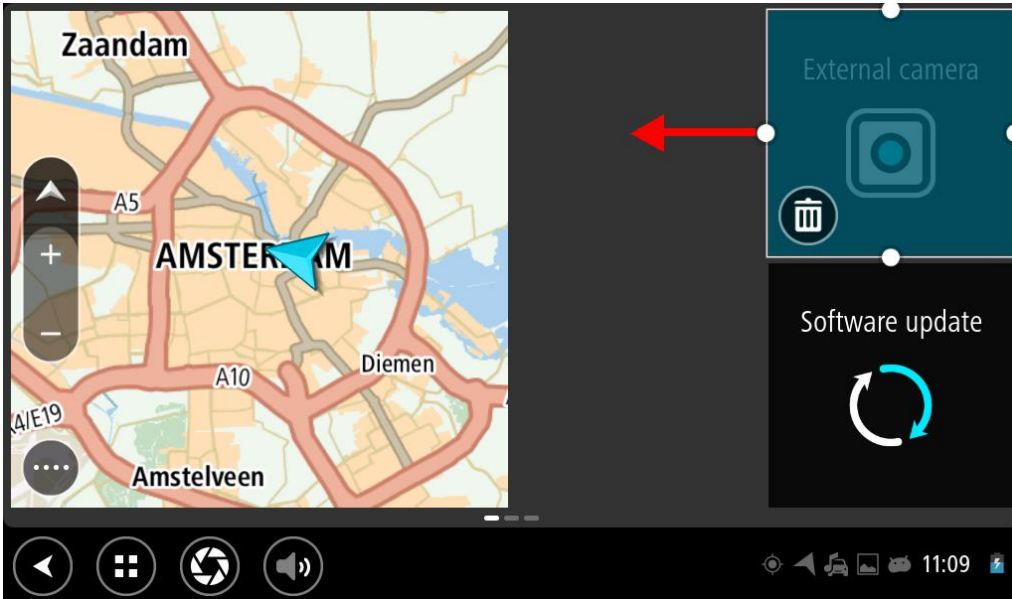 Zaandam
External camera
A5
AMSTERDAM
Software update
Diemen
A10
A4/E19
Amstelveen
11:09